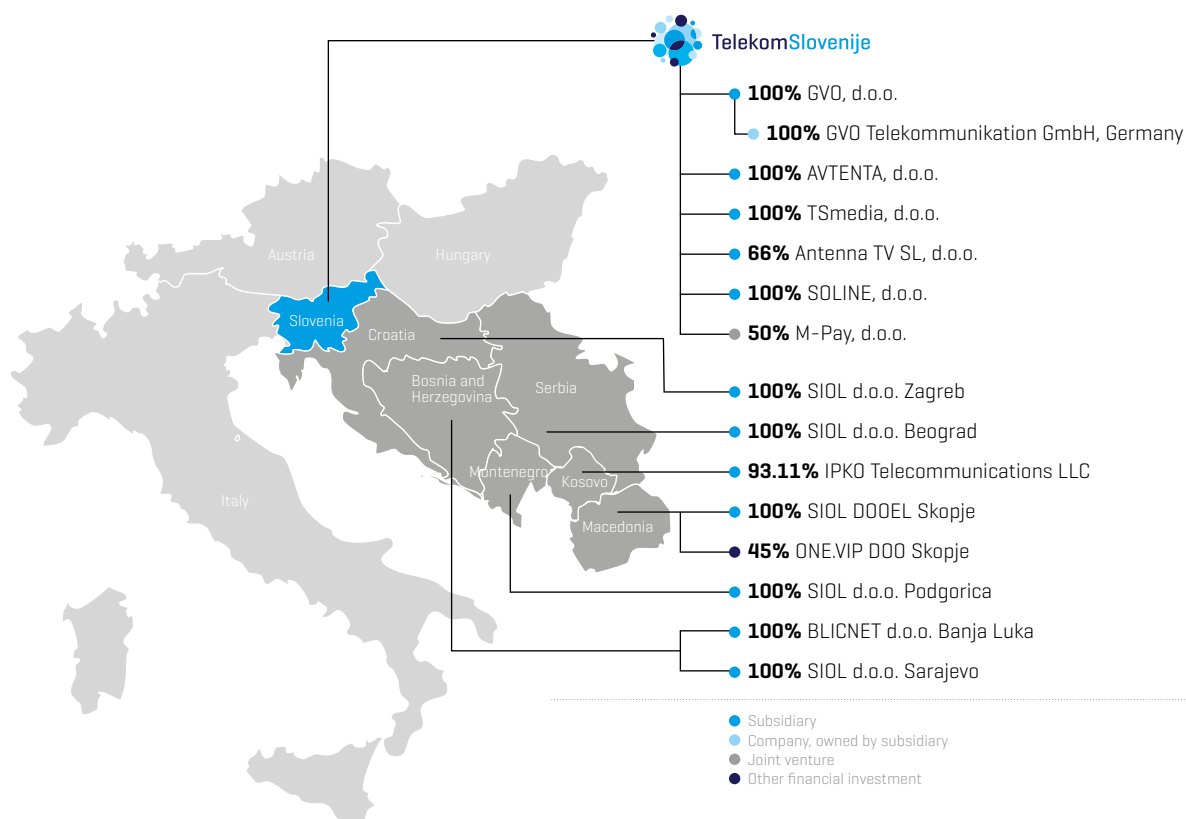 TelekomSlovenije
100% GVO, d.o.o.
100% GVO Telekommunikation GmbH, Germany
100% AVTENTA, d.o.o.
100% TSmedia, d.o.o.
66% Antenna TV SL, d.o.o.
100% SOLINE, d.o.o.
50% M-Pay, d.o.o.
100% SIOL d.o.o. Zagreb
100% SIOL d.o.o. Beograd
93.11% IPKO Telecommunications LLC
100% SIOL DOOEL Skopje
45% ONE.VIP DOO Skopje
100% SIOL d.o.o. Podgorica
100% BLICNET d.o.o. Banja Luka
100% SIOL d.o.o. Sarajevo
Austria
Hungary
Slovenia
Croatia
Bosnia and
Herzegovina
Serbia
Montenegro
Kosovo
Macedonia
Italy
Subsidiary
Company, owned by subsidiary
Joint venture
Other financial investment